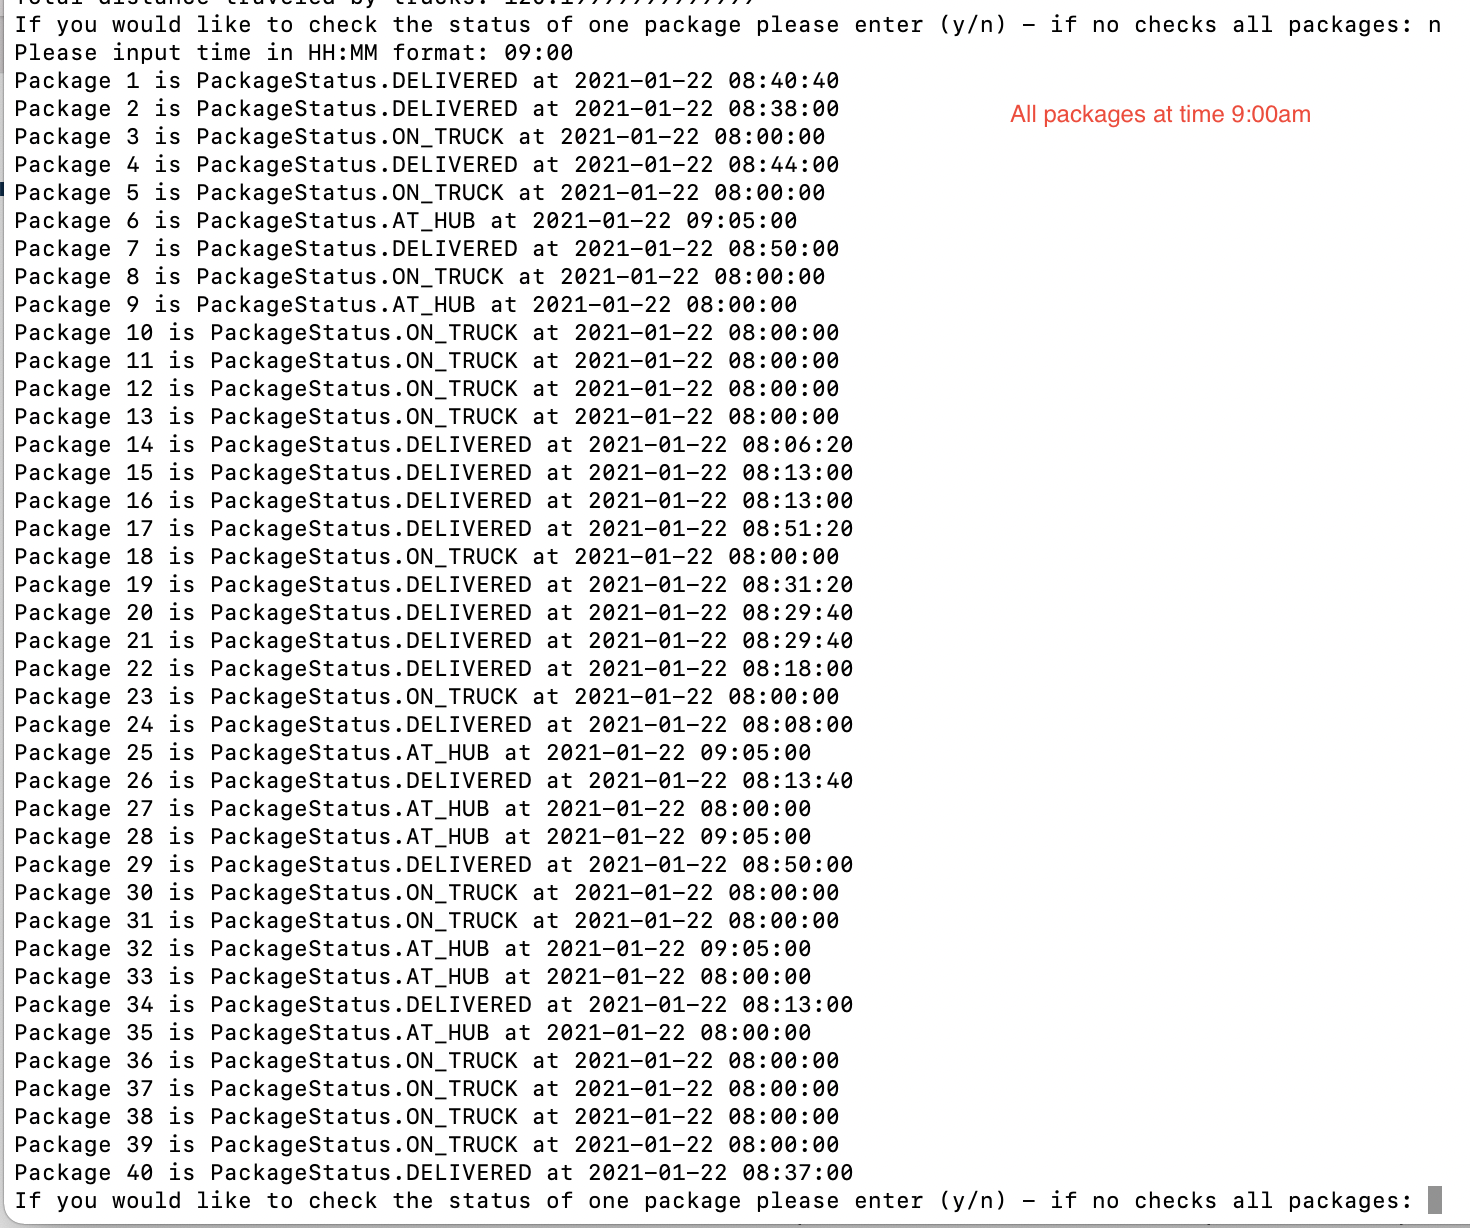 Total distance traveled by trucks:
If you would like to check the status of one package please enter (y/n) – if no checks all packages: n
Please input time in HH:MM format: 09:00
Package 1 is PackageStatus.DELIVERED at 2021–01–22 08:40:40
Package 2 is PackageStatus.DELIVERED at 2021–01–22 08:38:00
All packages at time 9:00am
Package 3 is PackageStatus.ON_TRUCK at 2021–01–22 08:00:00
Package 4 is PackageStatus.DELIVERED at 2021–01–22 08:44:00
Package 5 is PackageStatus.ON_TRUCK at 2021–01–22 08:00:00
Package 6 is PackageStatus.AT_HUB at 2021–01–22 09:05:00
Package 7 is PackageStatus.DELIVERED at 2021–01–22 08:50:00
Package 8 is PackageStatus.ON_TRUCK at 2021–01–22 08:00:00
Package 9 is PackageStatus.AT_HUB at 2021–01–22 08:00:00
Package 10 is PackageStatus.ON_TRUCK at 2021–01–22 08:00:00
Package 11 is PackageStatus.ON_TRUCK at 2021–01–22 08:00:00
Package 12 is PackageStatus.ON_TRUCK at 2021–01–22 08:00:00
Package 13 is PackageStatus.ON_TRUCK at 2021–01–22 08:00:00
Package 14 is PackageStatus.DELIVERED at 2021–01–22 08:06:20
Package 15 is PackageStatus.DELIVERED at 2021–01–22 08:13:00
Package 16 is PackageStatus.DELIVERED at 2021–01–22 08:13:00
Package 17 is PackageStatus.DELIVERED at 2021–01–22 08:51:20
Package 18 is PackageStatus.ON_TRUCK at 2021–01–22 08:00:00
Package 19 is PackageStatus.DELIVERED at 2021–01–22 08:31:20
Package 20 is PackageStatus.DELIVERED at 2021–01–22 08:29:40
Package 21 is PackageStatus.DELIVERED at 2021–01–22 08:29:40
Package 22 is PackageStatus.DELIVERED at 2021–01–22 08:18:00
Package 23 is PackageStatus.ON_TRUCK at 2021–01–22 08:00:00
Package 24 is PackageStatus.DELIVERED at 2021–01–22 08:08:00
Package 25 is PackageStatus.AT_HUB at 2021–01–22 09:05:00
Package 26 is PackageStatus.DELIVERED at 2021–01–22 08:13:40
Package 27 is PackageStatus.AT_HUB at 2021–01–22 08:00:00
Package 28 is PackageStatus.AT_HUB at 2021–01–22 09:05:00
Package 29 is PackageStatus.DELIVERED at 2021–01–22 08:50:00
Package 30 is PackageStatus.ON_TRUCK at 2021–01–22 08:00:00
Package 31 is PackageStatus.ON_TRUCK at 2021–01–22 08:00:00
Package 32 is PackageStatus.AT_HUB at 2021–01–22 09:05:00
Package 33 is PackageStatus.AT_HUB at 2021–01–22 08:00:00
Package 34 is PackageStatus.DELIVERED at 2021–01–22 08:13:00
Package 35 is PackageStatus.AT_HUB at 2021–01–22 08:00:00
Package 36 is PackageStatus.ON_TRUCK at 2021–01–22 08:00:00
Package 37 is PackageStatus.ON_TRUCK at 2021–01–22 08:00:00
Package 38 is PackageStatus.ON_TRUCK at 2021–01–22 08:00:00
Package 39 is PackageStatus.ON_TRUCK at 2021–01–22 08:00:00
Package 40 is PackageStatus.DELIVERED at 2021–01–22 08:37:00
If you would like to check the status of one package please enter (y/n) – if no checks all packages: